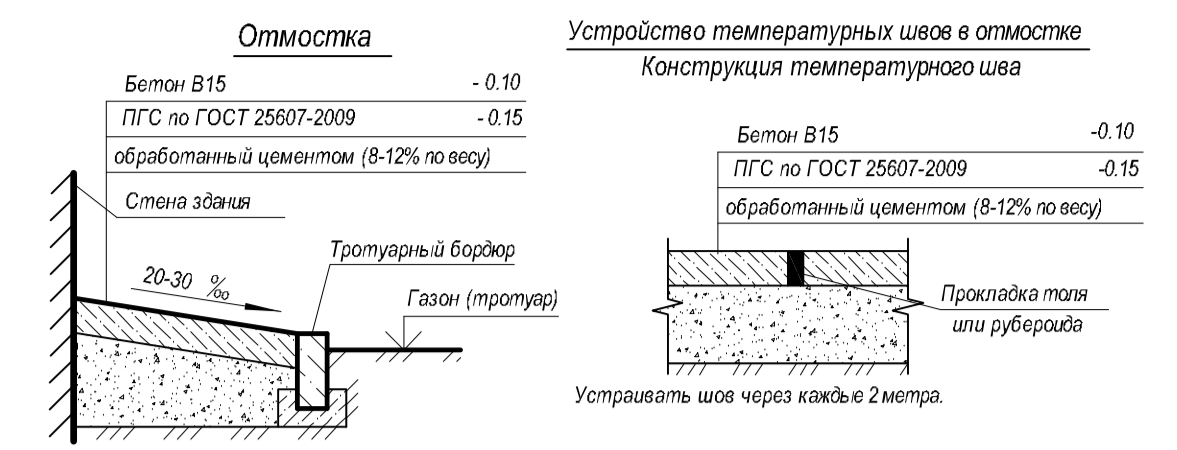 Отмостка
Бетон В15 - 0.10
ПГС по ГОСТ 25607-2009 - 0.15
обработанный цементом (8-12% по весу)
Стена здания
20-30 ‰
Тротуарный бордюр
Газон (тротуар)
Устройство температурных швов в отмостке
Конструкция температурного шва
Бетон В15 -0.10
ПГС по ГОСТ 25607-2009 -0.15
обработанный цементом (8-12% по весу)
Прокладка толя
или рубероида
Устраивать шов через каждые 2 метра.